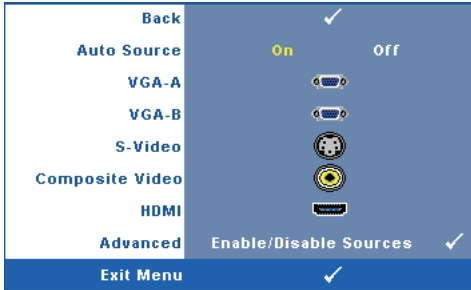 Back
Auto Source On Off
VGA-A
VGA-B
S-Video
Composite Video
HDMI
Advanced Enable/Disable Sources
Exit Menu